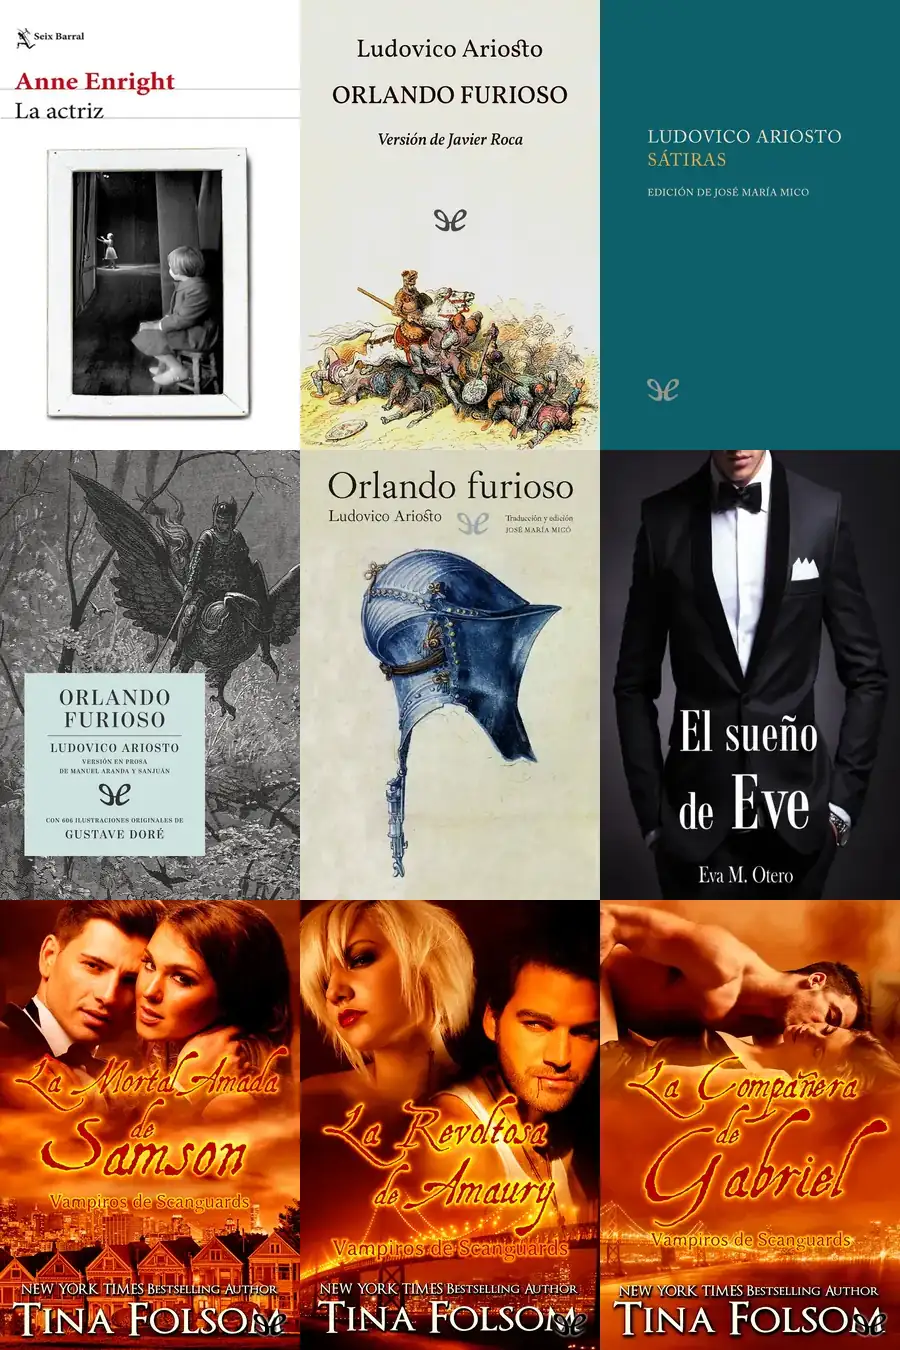 Seix Barral
Anne Enright
La actriz
Ludovico Ariosto
ORLANDO FURIOSO
Versión de Javier Roca
LUDOVICO ARIOSTO
SÁTIRAS
EDICIÓN DE JOSÉ MARÍA MICO
ORLANDO
FURIOSO
LUDOVICO ARIOSTO
VERSIÓN EN PROSA
DE MANUEL ARANDA Y SANJUÁN
CON 606 ILUSTRACIONES ORIGINALES DE
GUSTAVE DORÉ
Orlando furioso
Ludovico Ariosto
Traducción y edición
JOSÉ MARÍA MICÓ
El sueño
de Eve
Eva M. Otero
La Mortal Amada
de
Samson
Vampiros de Scanguards
NEW YORK TIMES BESTSELLING AUTHOR
TINA FOLSOM
La Revoltosa
de Amaury
Vampiros de Scanguards
NEW YORK TIMES BESTSELLING AUTHOR
TINA FOLSOM
La Compañera
de
Gabriel
Vampiros de Scanguards
NEW YORK TIMES BESTSELLING AUTHOR
TINA FOLSOM